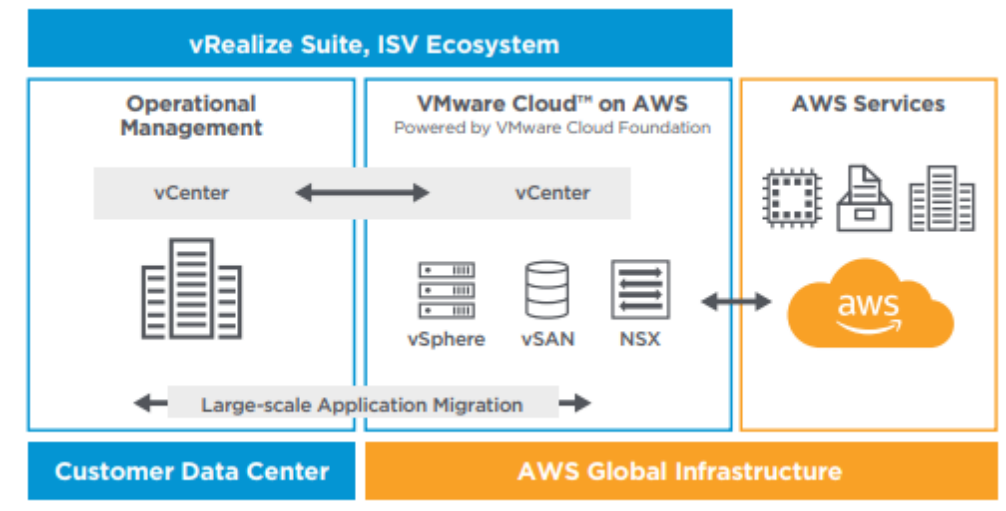 vRealize Suite, ISV Ecosystem
Operational
Management
VMware Cloud™ on AWS
Powered by VMware Cloud Foundation
AWS Services
vCenter
vCenter
aws
vSphere
vSAN
NSX
Large-scale Application Migration
Customer Data Center
AWS Global Infrastructure